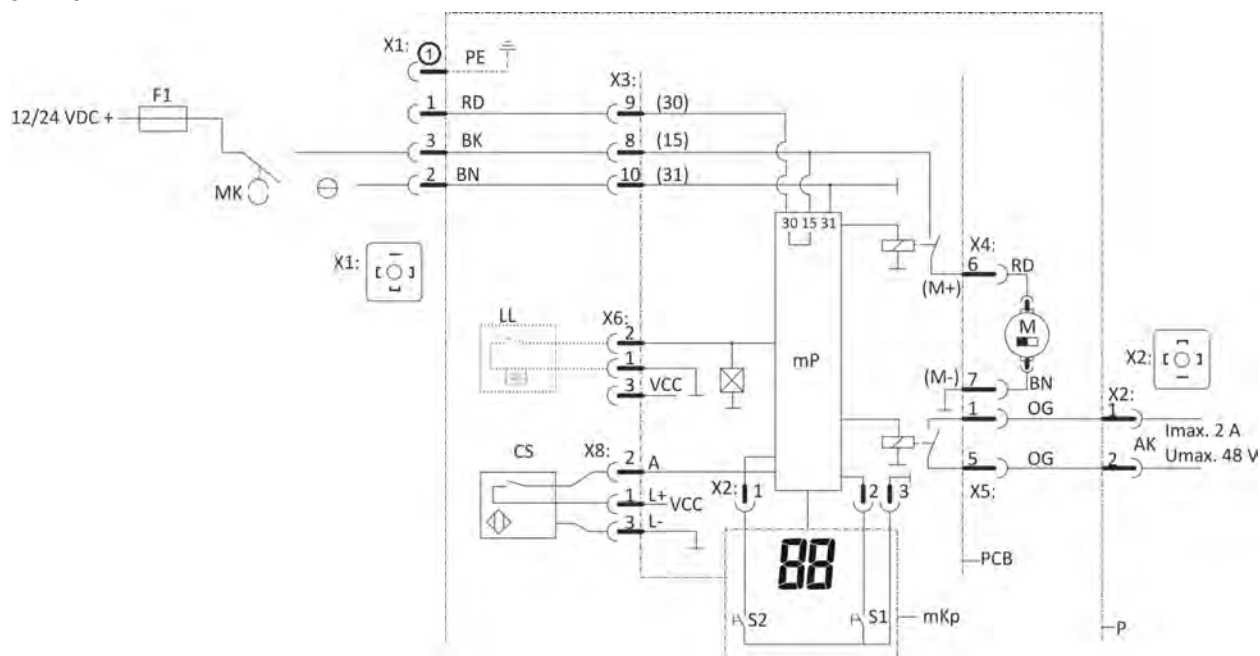 X1: 1 PE
X3:
F1
12/24 VDC +
1 RD 9 (30)
3 BK 8 (15)
MK
2 BN 10 (31)
30 15 31
X1:
X4:
6 RD
(M+)
LL
X6:
2
M
1
mP
X2:
3 VCC
(M-) 7 BN
1 OG X2: 1
Imax. 2 A
AK
CS
X8: 2 A
5 OG 2
Umax. 48 V
X2: 1 2 3
X5:
1 L+ VCC
3 L-
88
PCB
S2 S1 mKp
P